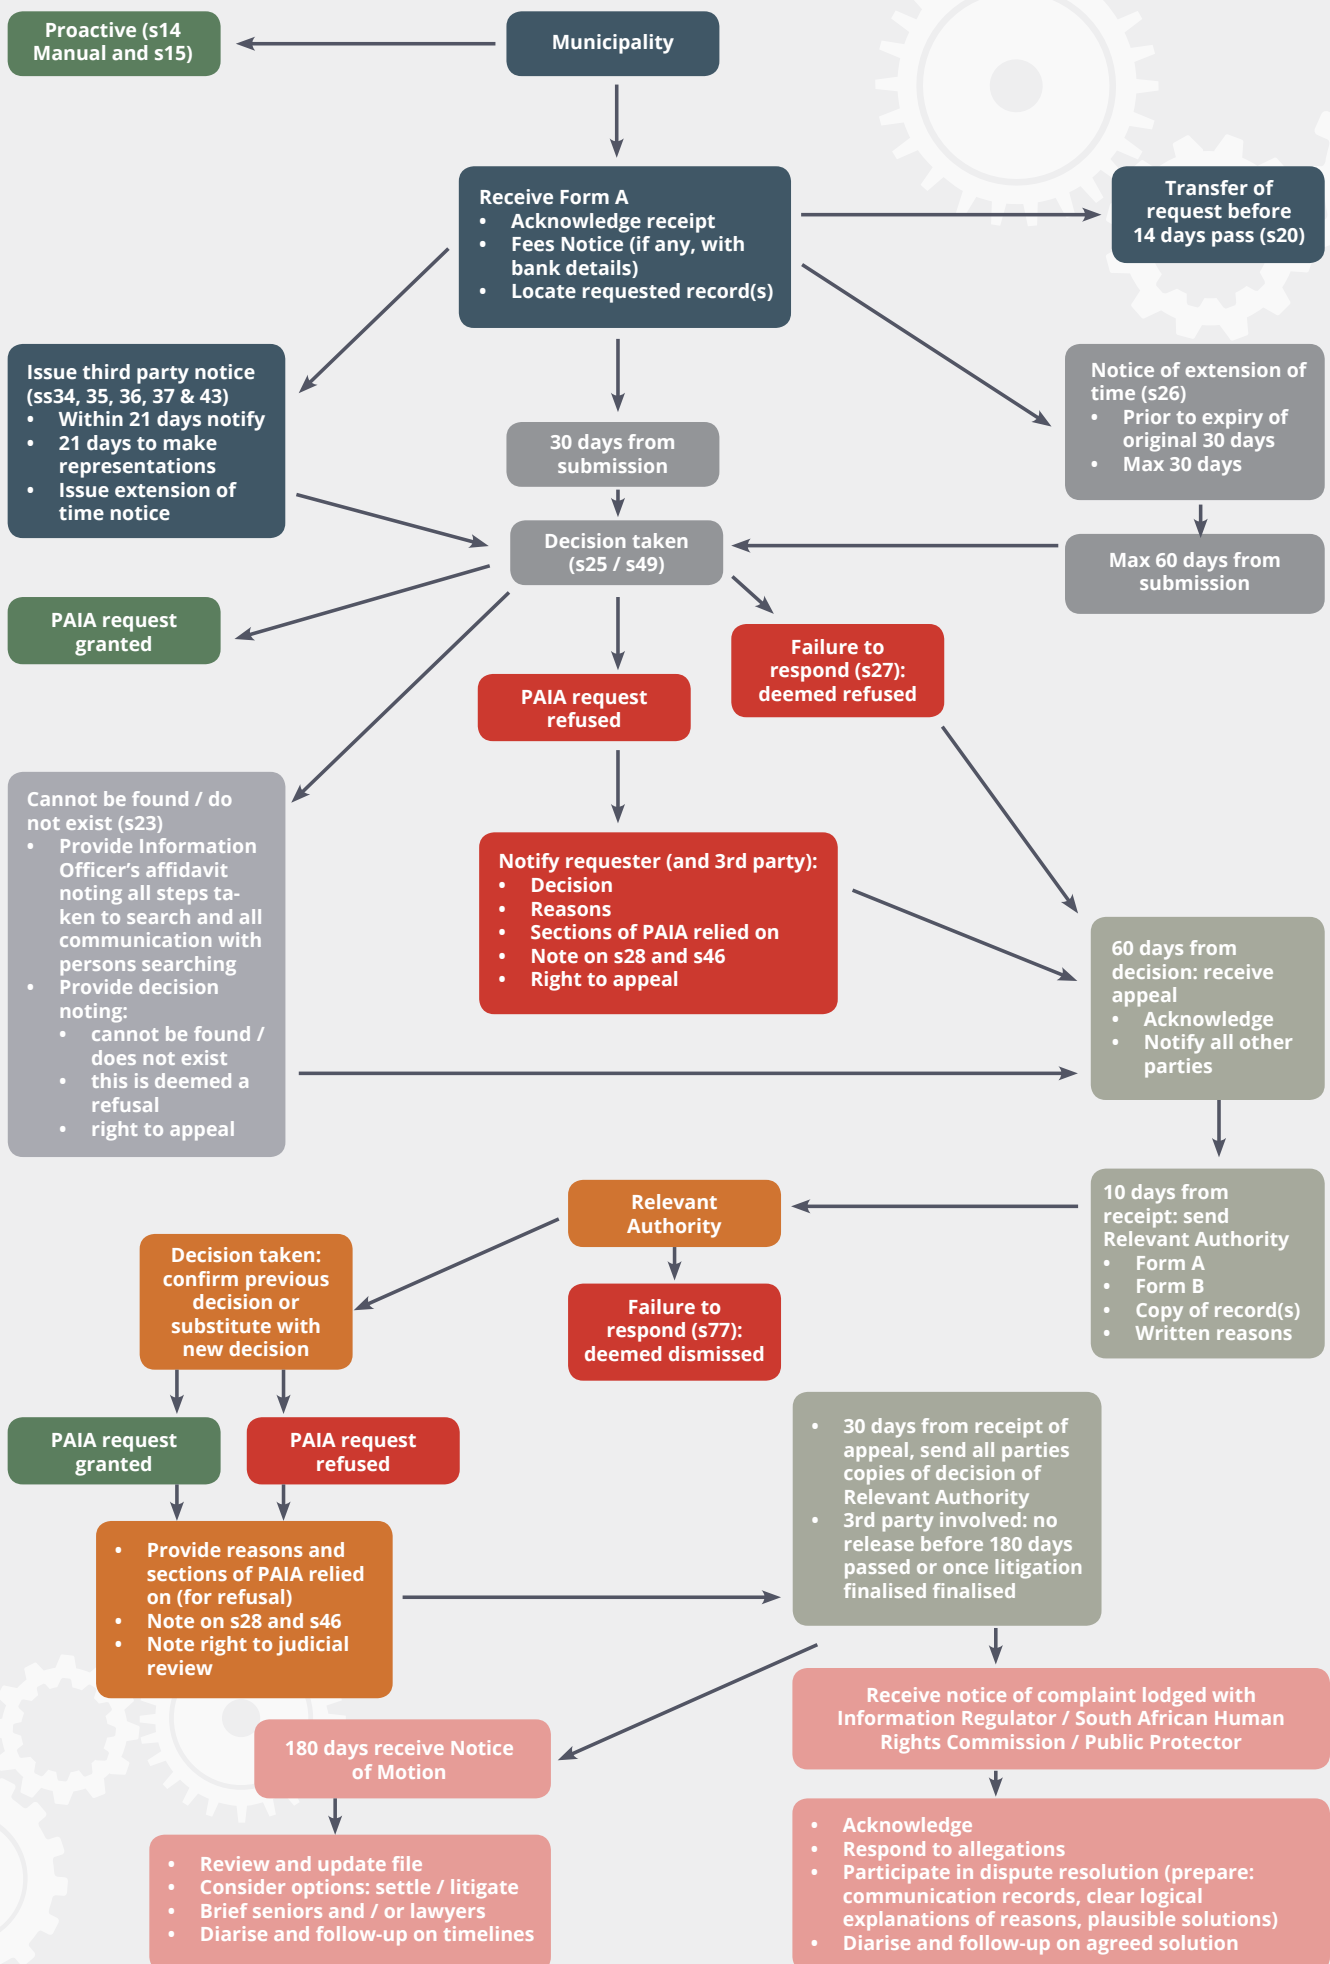 Proactive (s14
Manual and s15)
Municipality
Receive Form A
• Acknowledge receipt
• Fees Notice (if any, with
bank details)
• Locate requested record(s)
Transfer of
request before
14 days pass (s20)
Issue third party notice
(ss34, 35, 36, 37 & 43)
• Within 21 days notify
• 21 days to make
representations
• Issue extension of
time notice
30 days from
submission
Notice of extension of
time (s26)
• Prior to expiry of
original 30 days
• Max 30 days
Decision taken
(s25 / s49)
Max 60 days from
submission
PAIA request
granted
PAIA request
refused
Failure to
respond (s27):
deemed refused
Cannot be found / do
not exist (s23)
• Provide Information
Officer’s affidavit
noting all steps ta-
ken to search and all
communication with
persons searching
• Provide decision
noting:
• cannot be found /
does not exist
• this is deemed a
refusal
• right to appeal
Notify requester (and 3rd party):
• Decision
• Reasons
• Sections of PAIA relied on
• Note on s28 and s46
• Right to appeal
60 days from
decision: receive
appeal
• Acknowledge
• Notify all other
parties
10 days from
receipt: send
Relevant Authority
• Form A
• Form B
• Copy of record(s)
• Written reasons
Relevant
Authority
Decision taken:
confirm previous
decision or
substitute with
new decision
Failure to
respond (s77):
deemed dismissed
PAIA request
granted
PAIA request
refused
• 30 days from receipt of
appeal, send all parties
copies of decision of
Relevant Authority
• 3rd party involved: no
release before 180 days
passed or once litigation
finalised finalised
• Provide reasons and
sections of PAIA relied
on (for refusal)
• Note on s28 and s46
• Note right to judicial
review
Receive notice of complaint lodged with
Information Regulator / South African Human
Rights Commission / Public Protector
180 days receive Notice
of Motion
• Review and update file
• Consider options: settle / litigate
• Brief seniors and / or lawyers
• Diarise and follow-up on timelines
• Acknowledge
• Respond to allegations
• Participate in dispute resolution (prepare:
communication records, clear logical
explanations of reasons, plausible solutions)
• Diarise and follow-up on agreed solution